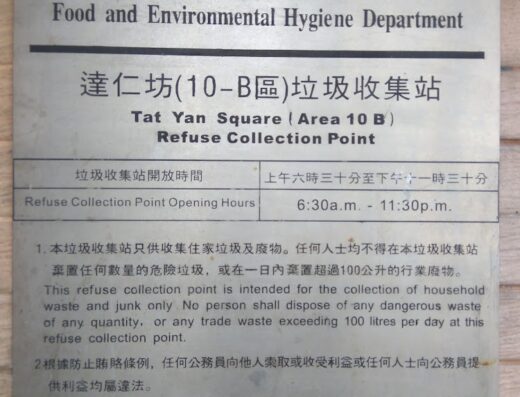 Food and Environmental Hygiene Department
達仁坊(10-B區)垃圾收集站
Tat Yan Square (Area 10 B)
Refuse Collection Point
垃圾收集站開放時間
上午六時三十分至下午十一時三十分
Refuse Collection Point Opening Hours
6:30a.m. - 11:30p.m.
1. 本垃圾收集站只供收集住家垃圾及廢物。任何人士均不得在本垃圾收集站
棄置任何數量的危險垃圾，或在一日內棄置超過100公升的行業廢物。
This refuse collection point is intended for the collection of household
waste and junk only. No person shall dispose of any dangerous waste
of any quantity, or any trade waste exceeding 100 litres per day at this
refuse collection point.
2. 根據防止賄賂條例，任何公務員向他人索取或收受利益或任何人士向公務員提
供利益均屬違法。